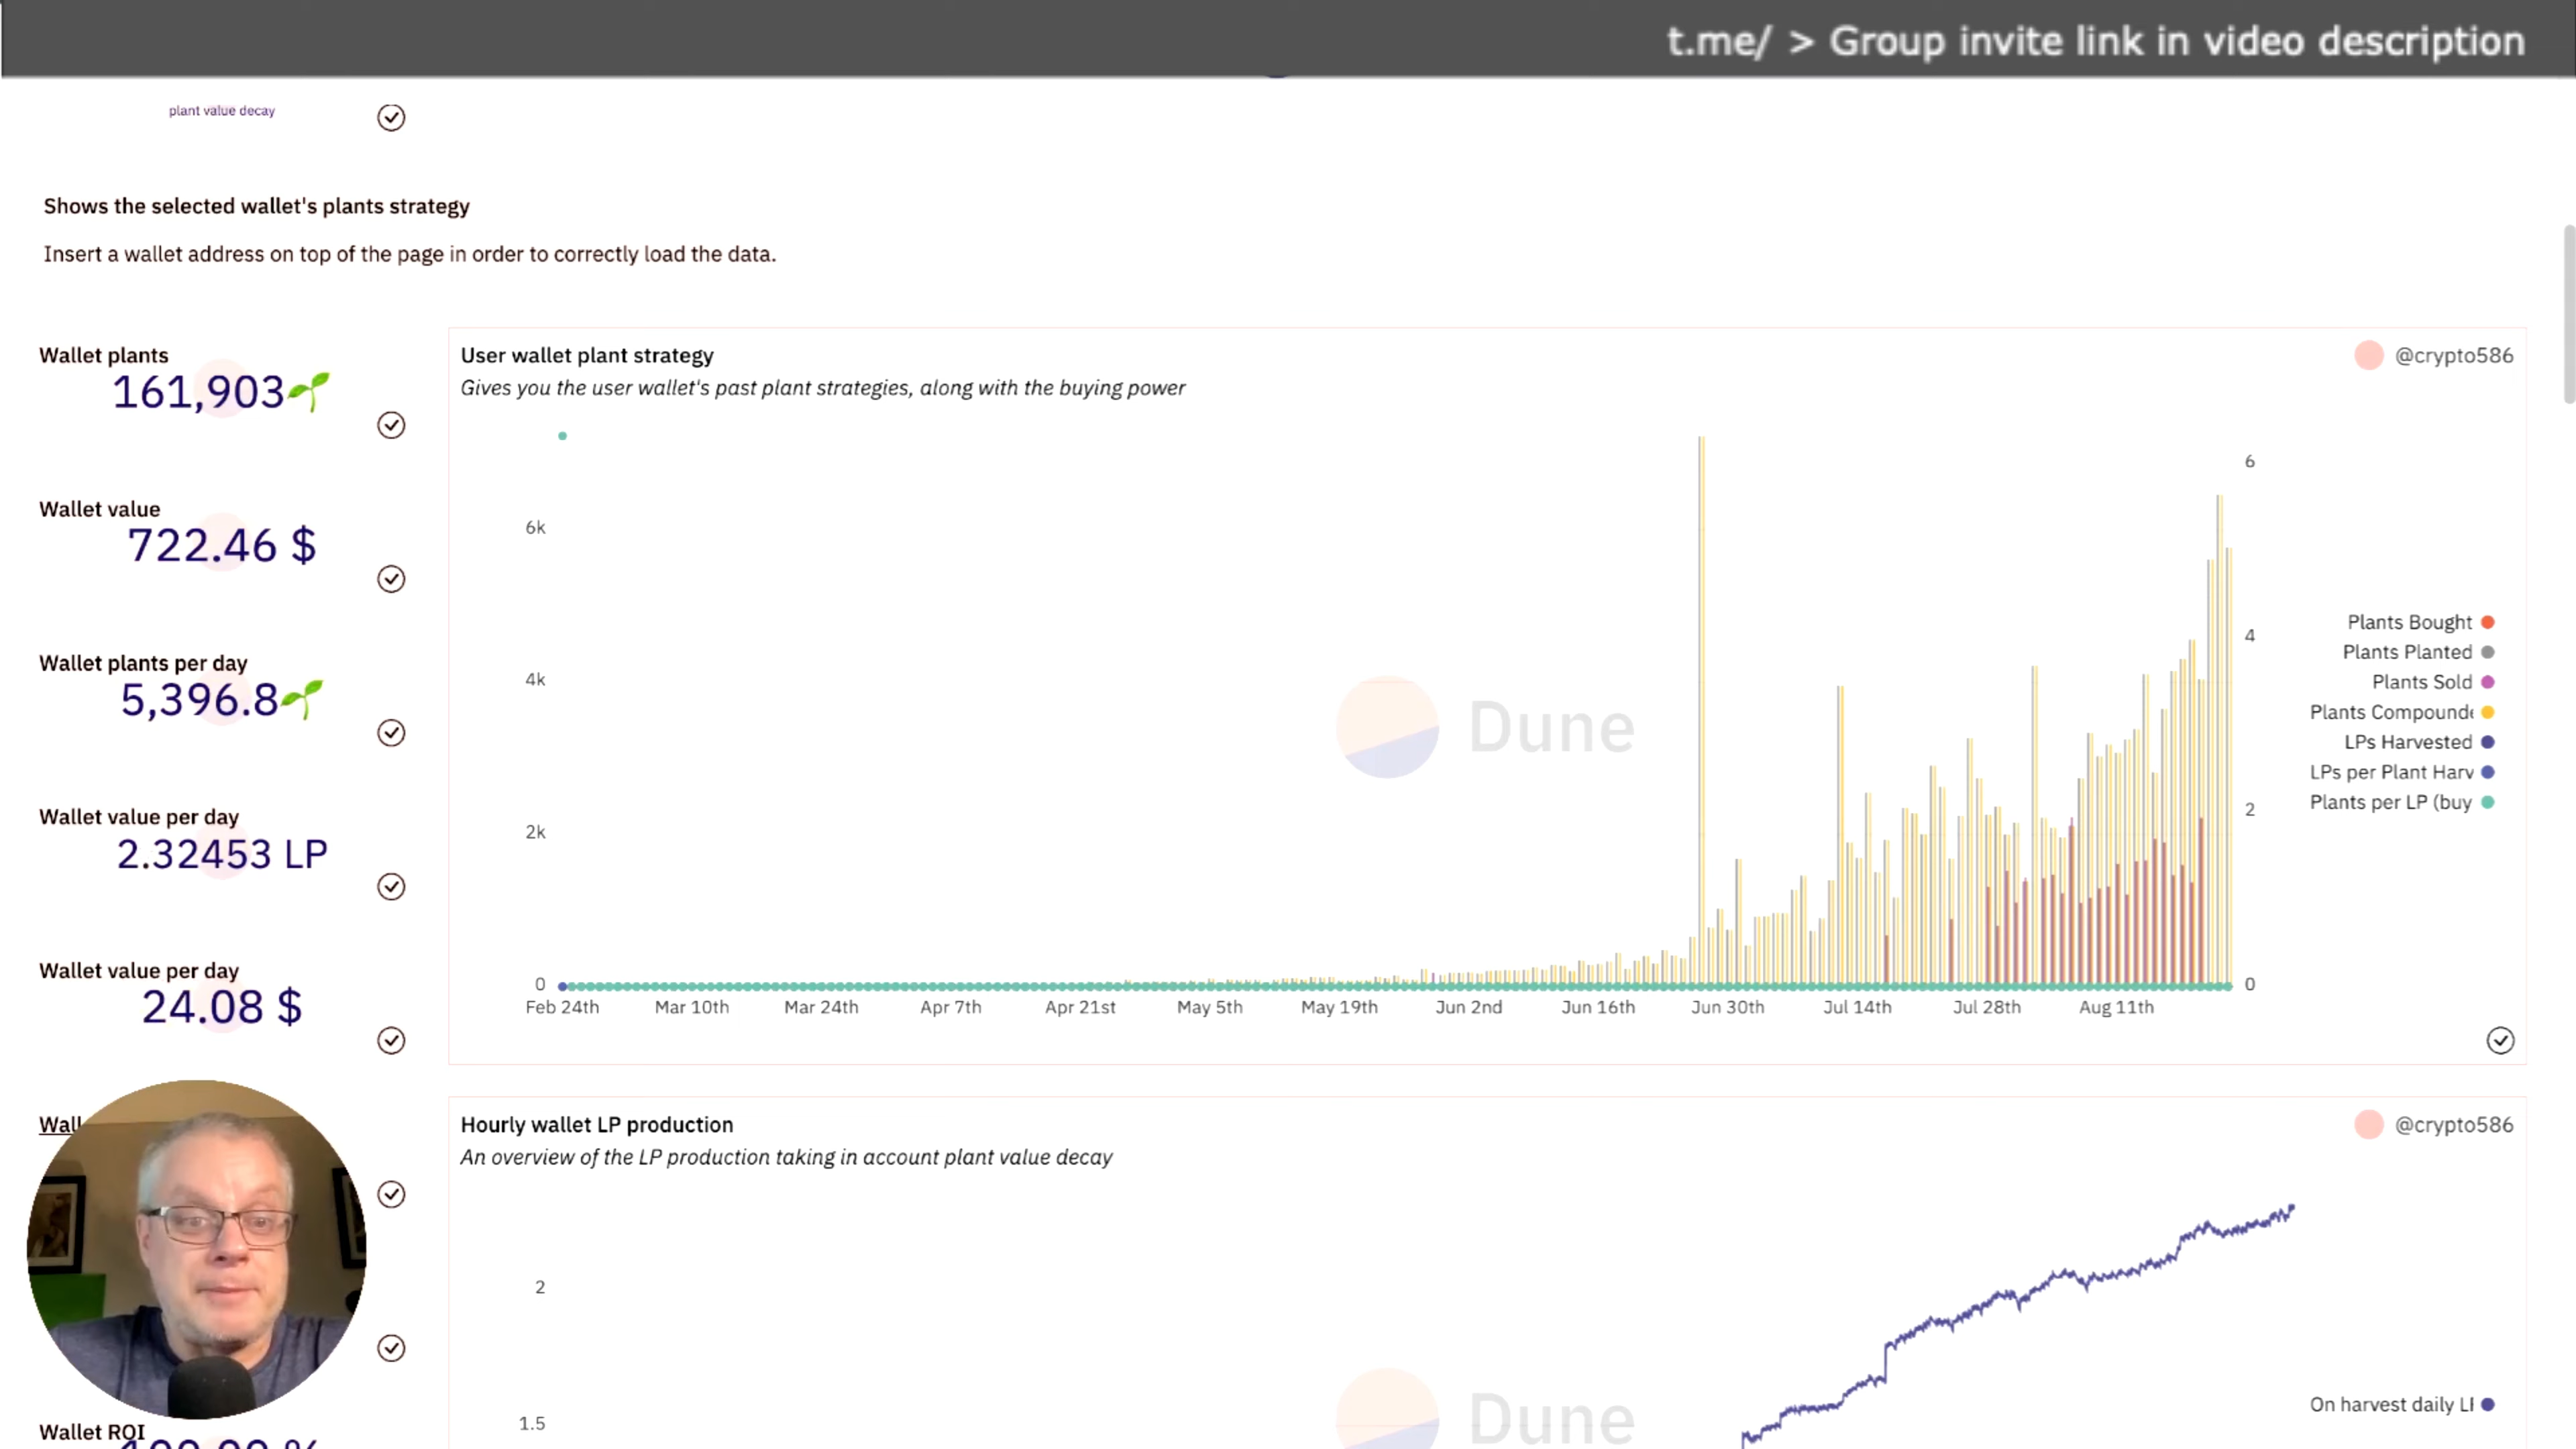 t.me/ > Group invite link in video description
plant value decay
Shows the selected wallet's plants strategy
Insert a wallet address on top of the page in order to correctly load the data.
Wallet plants
161,903
Wallet value
722.46 $
Wallet plants per day
5,396.8
Wallet value per day
2.32453 LP
Wallet value per day
24.08 $
Wall
Wallet ROI
User wallet plant strategy
@crypto586
Gives you the user wallet's past plant strategies, along with the buying power
6k
4k
2k
0
6
4
2
0
Feb 24th Mar 10th Mar 24th Apr 7th Apr 21st May 5th May 19th Jun 2nd Jun 16th Jun 30th Jul 14th Jul 28th Aug 11th
Dune
Plants Bought
Plants Planted
Plants Sold
Plants Compounde
LPs Harvested
LPs per Plant Harv
Plants per LP (buy
Hourly wallet LP production
@crypto586
An overview of the LP production taking in account plant value decay
2
1.5
Dune
On harvest daily LI